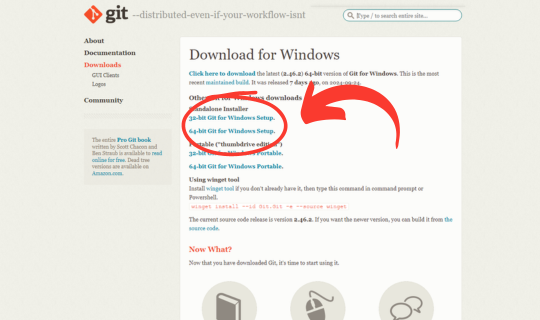 git --distributed-even-if-your-workflow-isnt
Type / to search entire site...
About
Documentation
Downloads
GUI Clients
Logos
Community
The entire Pro Git book
written by Scott Chacon and
Ben Straub is available to read
online for free. Dead tree
versions are available on
Amazon.com.
Download for Windows
Click here to download the latest (2.46.2) 64-bit version of Git for Windows. This is the most
recent maintained build. It was released 7 days ago, on 2024-09-24.
Other Git for Windows downloads
Standalone Installer
32-bit Git for Windows Setup.
64-bit Git for Windows Setup.
Portable ("thumbdrive edition")
32-bit Git for Windows Portable.
64-bit Git for Windows Portable.
Using winget tool
Install winget tool if you don't already have it, then type this command in command prompt or
Powershell.
winget install --id Git.Git -e --source winget
The current source code release is version 2.46.2. If you want the newer version, you can build it from the
source code.
Now What?
Now that you have downloaded Git, it's time to start using it.